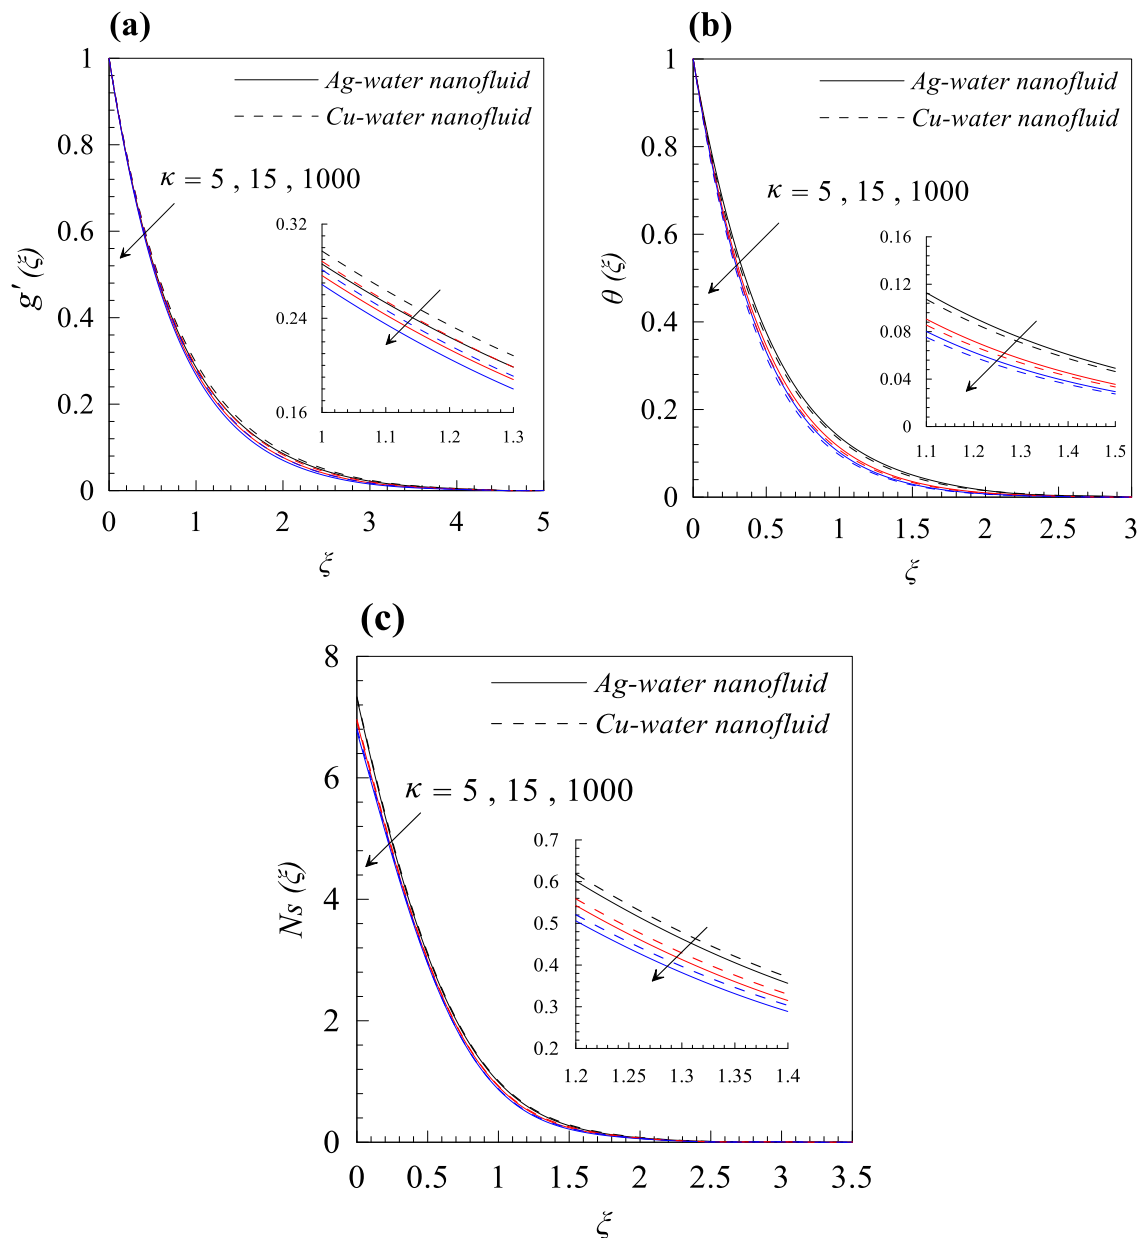 (a)
1
0.8
0.6
0.4
0.2
0
g′(ξ)
Ag-water nanofluid
Cu-water nanofluid
κ = 5 , 15 , 1000
0.32
0.24
0.16
1 1.1 1.2 1.3
0 1 2 3 4 5
ξ
(b)
1
0.8
0.6
0.4
0.2
0
θ (ξ)
Ag-water nanofluid
Cu-water nanofluid
κ = 5 , 15 , 1000
0.16
0.12
0.08
0.04
0
1.1 1.2 1.3 1.4 1.5
0 0.5 1 1.5 2 2.5 3
ξ
(c)
8
6
4
2
0
Ns (ξ)
Ag-water nanofluid
Cu-water nanofluid
κ = 5 , 15 , 1000
0.7
0.6
0.5
0.4
0.3
0.2
1.2 1.25 1.3 1.35 1.4
0 0.5 1 1.5 2 2.5 3 3.5
ξ